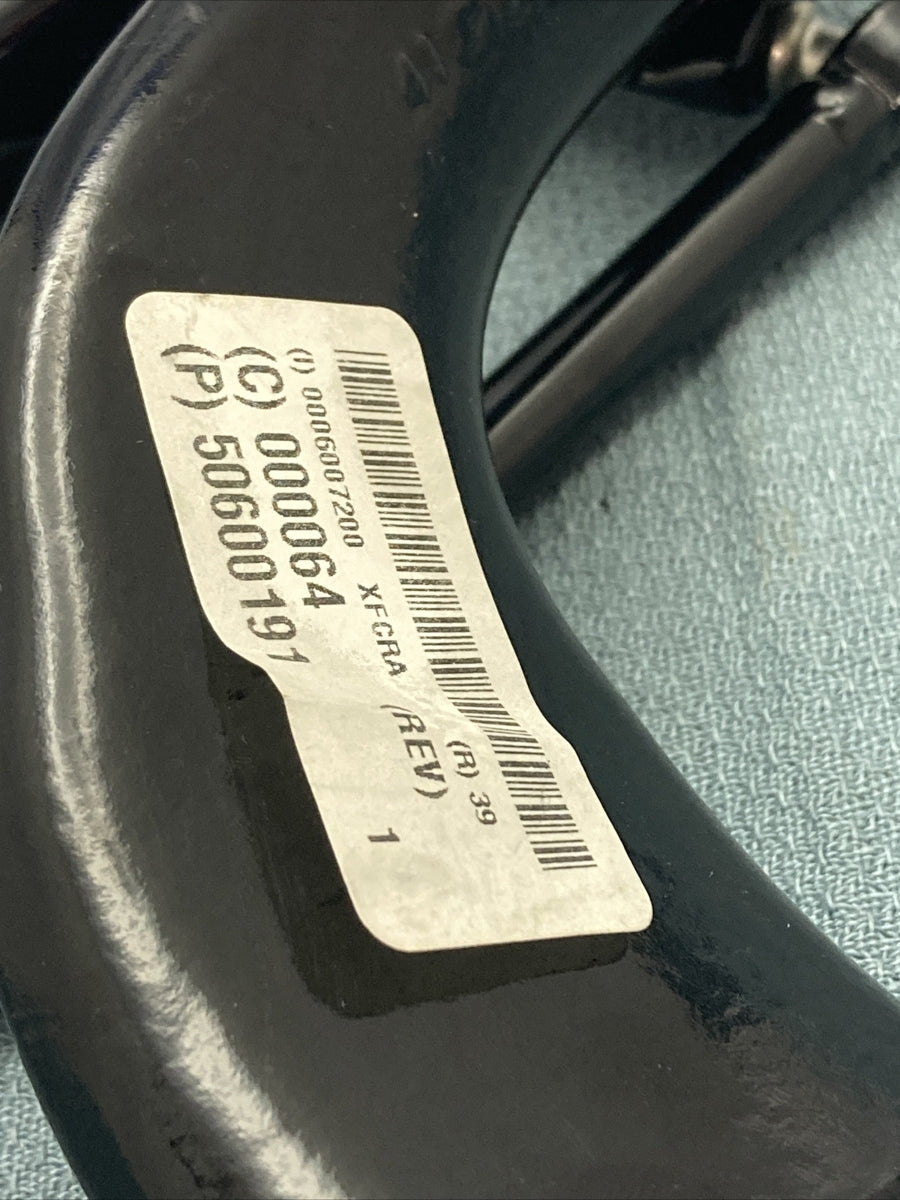 (I) 0006007200 XFCRA (R) 39
(C) 000064 (REV) 1
(P) 50600191